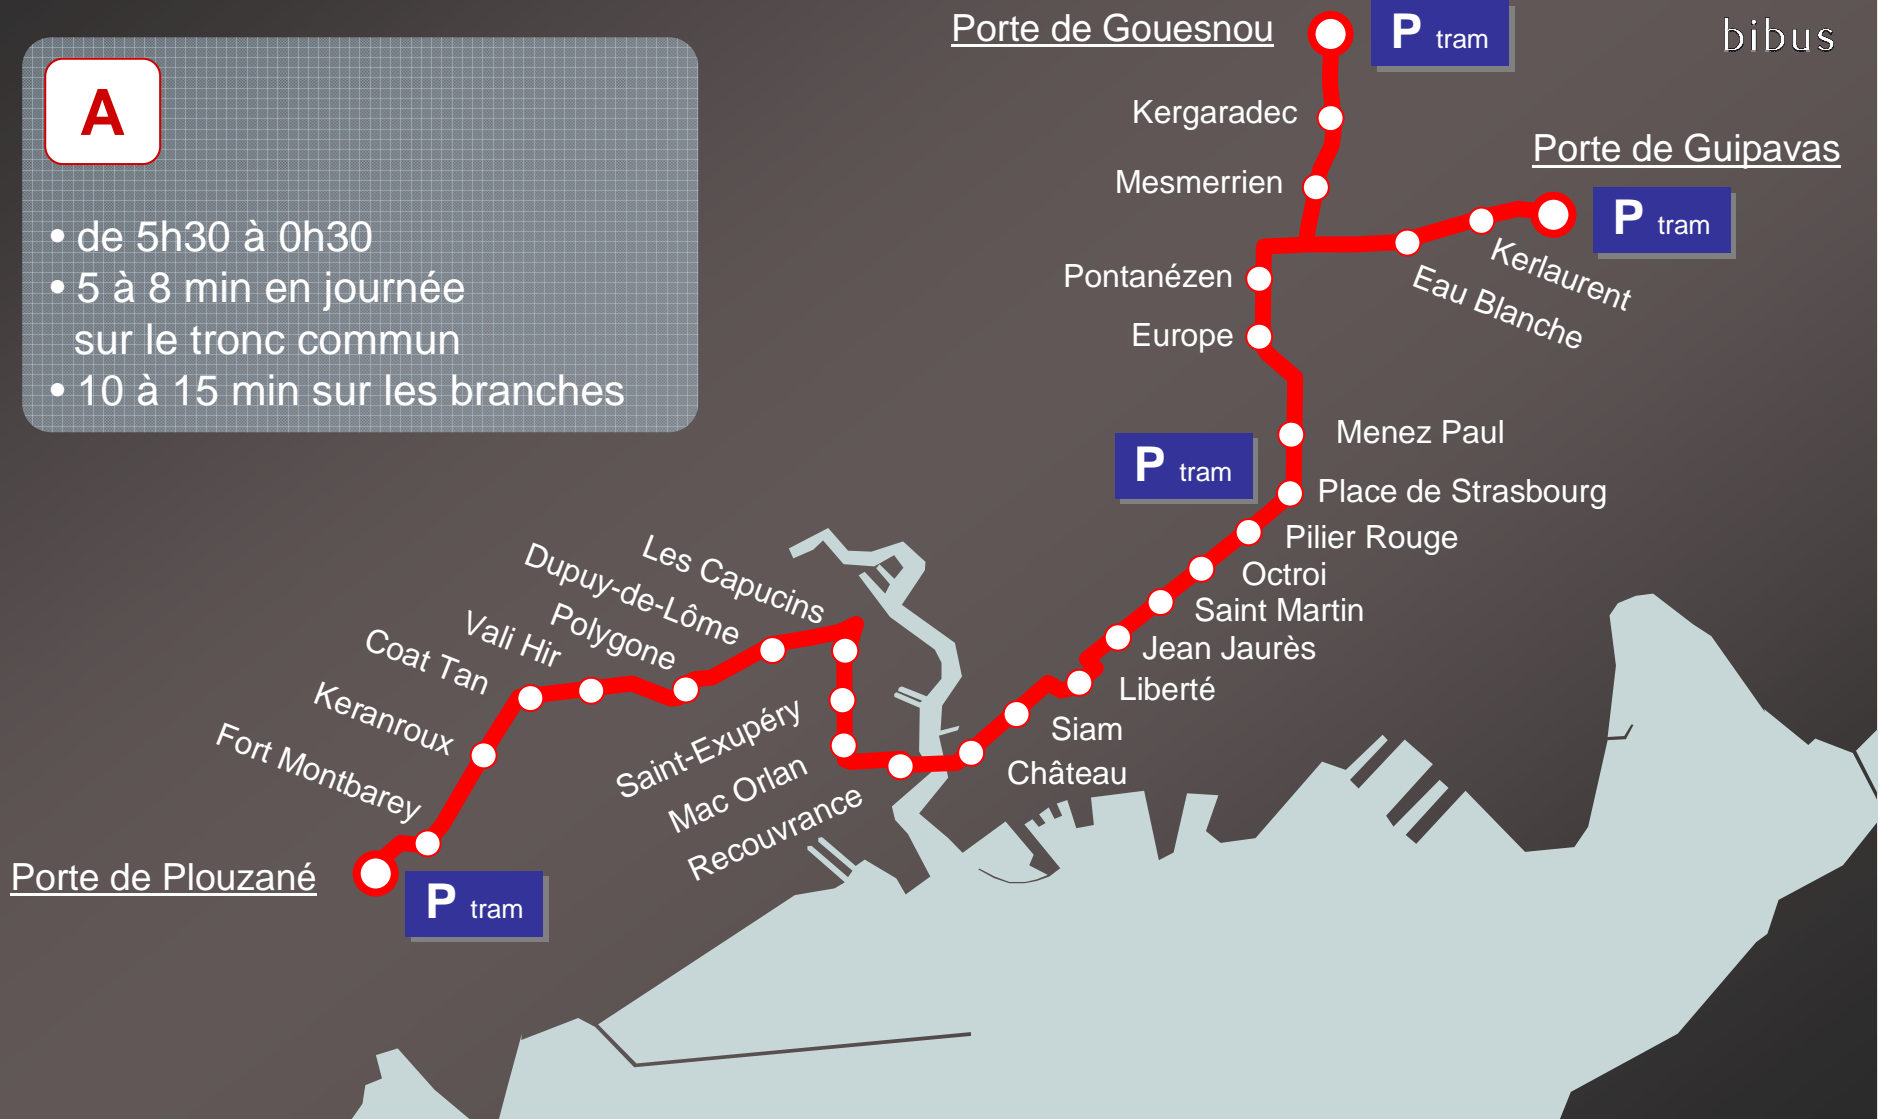 Porte de Gouesnou
P tram
bibus
A
Kergaradec
Porte de Guipavas
Mesmerrien
P tram
• de 5h30 à 0h30
• 5 à 8 min en journée
sur le tronc commun
• 10 à 15 min sur les branches
Kerlaurent
Eau Blanche
Pontanézen
Europe
Menez Paul
P tram
Place de Strasbourg
Pilier Rouge
Octroi
Saint Martin
Jean Jaurès
Liberté
Siam
Château
Les Capucins
Dupuy-de-Lôme
Polygone
Vali Hir
Coat Tan
Keranroux
Fort Montbarey
Saint-Exupéry
Mac Orlan
Recouvrance
Porte de Plouzané
P tram